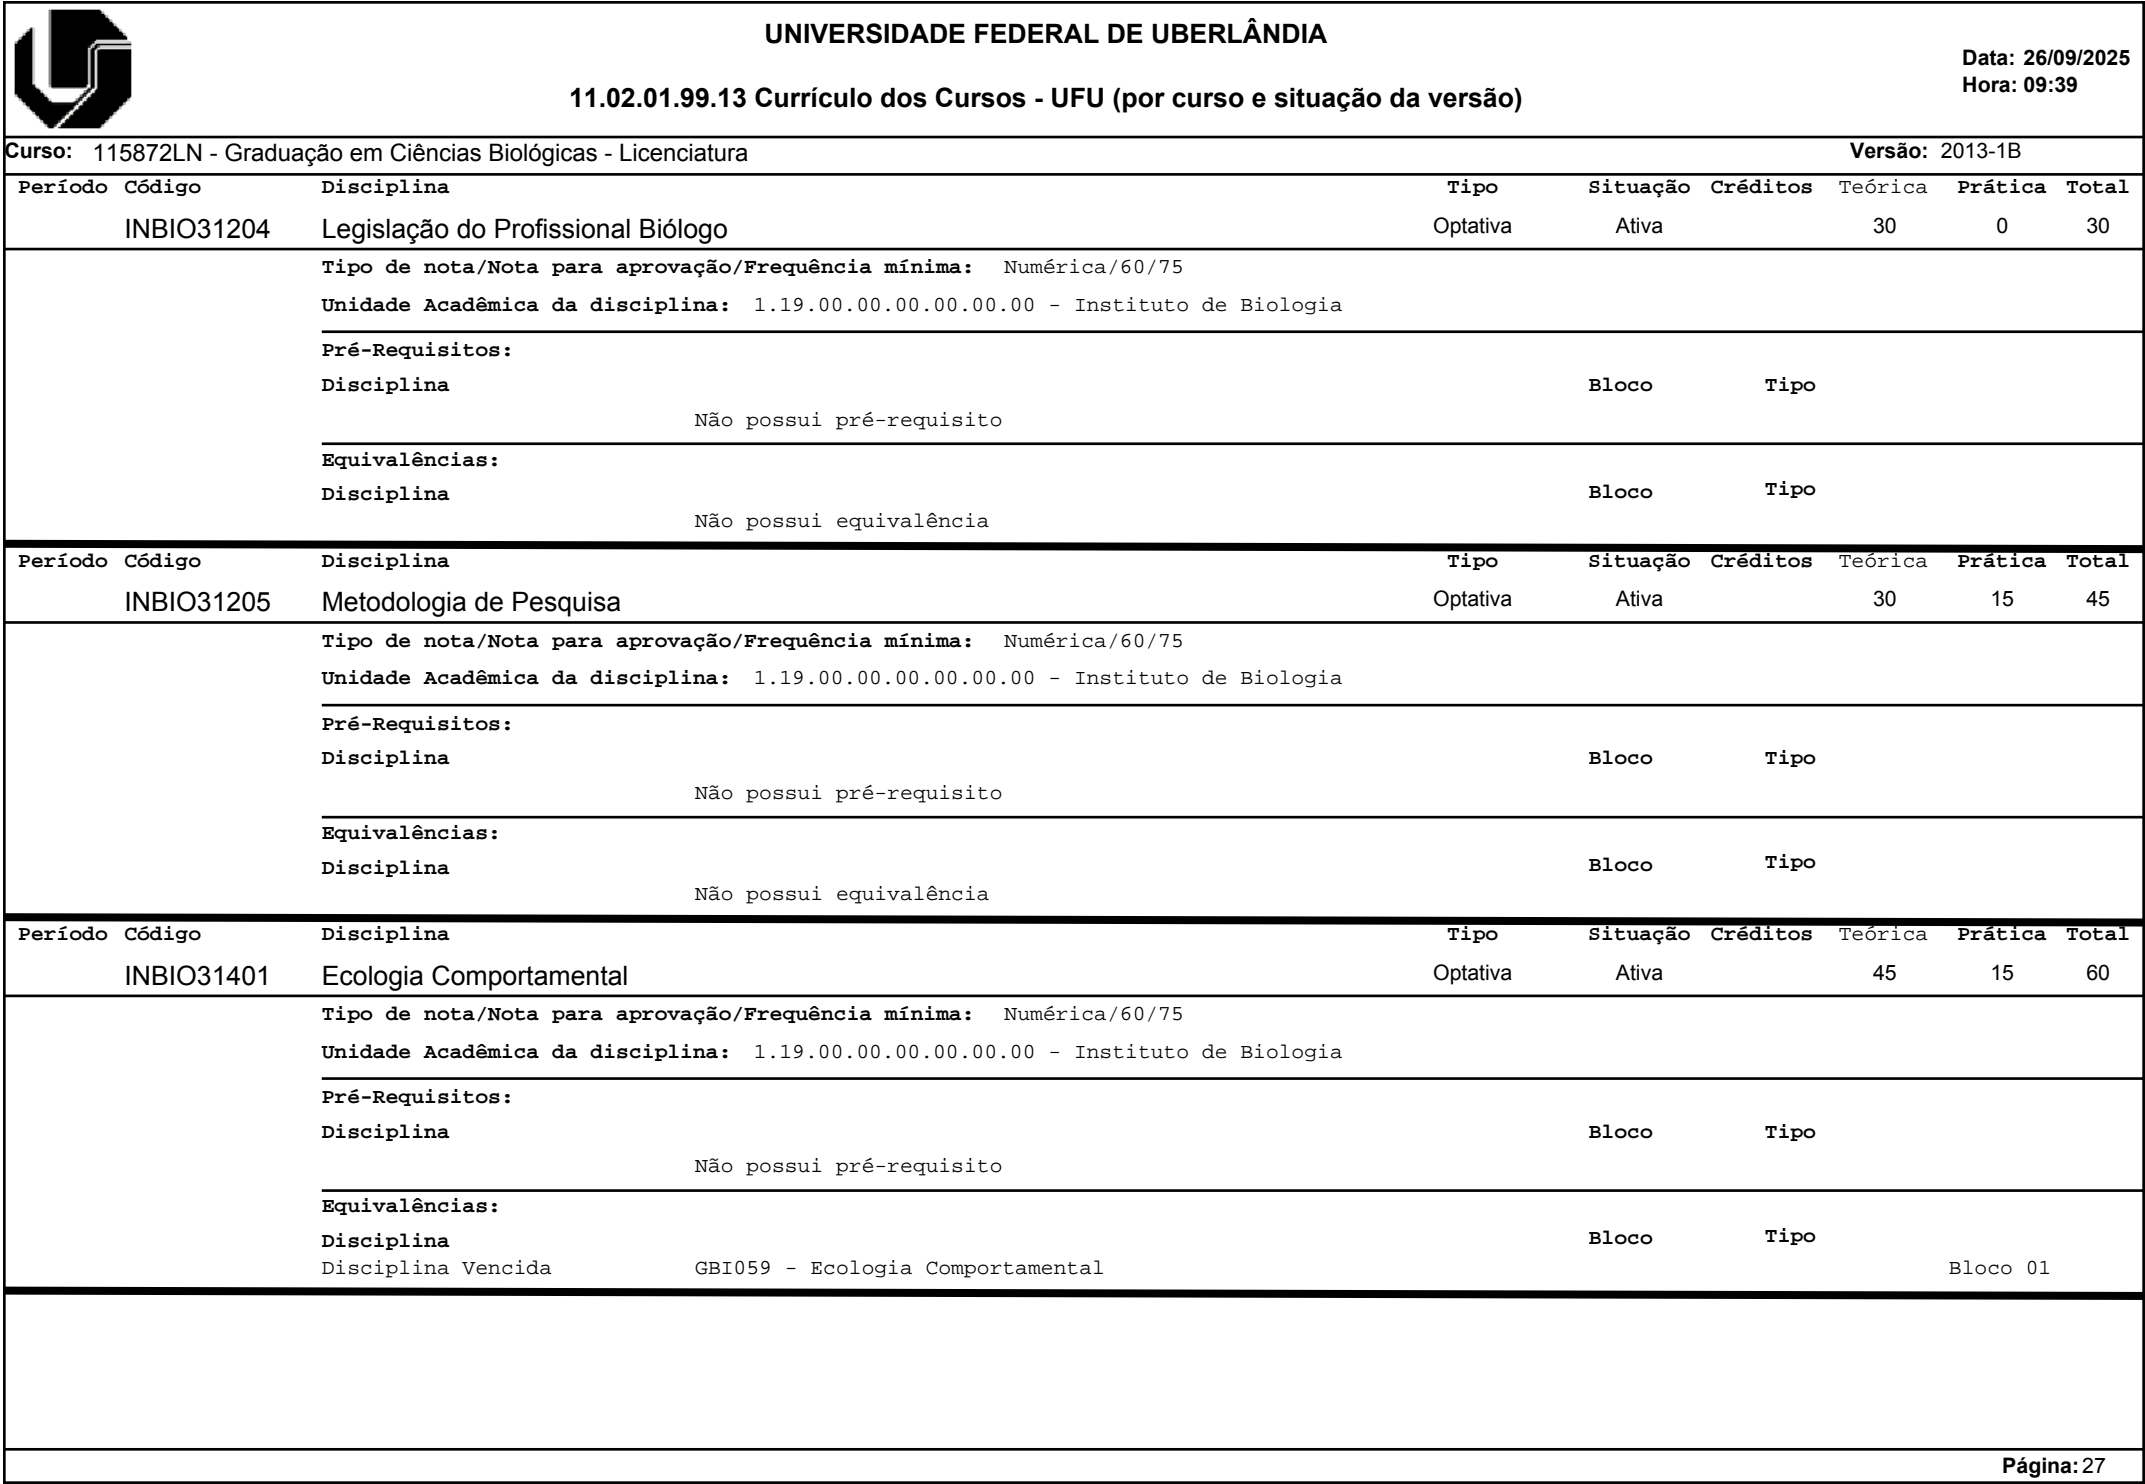 UNIVERSIDADE FEDERAL DE UBERLÂNDIA
Data: 26/09/2025
Hora: 09:39
11.02.01.99.13 Currículo dos Cursos - UFU (por curso e situação da versão)
Curso: 115872LN - Graduação em Ciências Biológicas - Licenciatura Versão: 2013-1B
Período Código Disciplina Tipo Situação Créditos Teórica Prática Total
INBIO31204 Legislação do Profissional Biólogo Optativa Ativa 30 0 30
Tipo de nota/Nota para aprovação/Frequência mínima: Numérica/60/75
Unidade Acadêmica da disciplina: 1.19.00.00.00.00.00.00 - Instituto de Biologia
Pré-Requisitos:
Disciplina Bloco Tipo
Não possui pré-requisito
Equivalências:
Disciplina Bloco Tipo
Não possui equivalência
Período Código Disciplina Tipo Situação Créditos Teórica Prática Total
INBIO31205 Metodologia de Pesquisa Optativa Ativa 30 15 45
Tipo de nota/Nota para aprovação/Frequência mínima: Numérica/60/75
Unidade Acadêmica da disciplina: 1.19.00.00.00.00.00.00 - Instituto de Biologia
Pré-Requisitos:
Disciplina Bloco Tipo
Não possui pré-requisito
Equivalências:
Disciplina Bloco Tipo
Não possui equivalência
Período Código Disciplina Tipo Situação Créditos Teórica Prática Total
INBIO31401 Ecologia Comportamental Optativa Ativa 45 15 60
Tipo de nota/Nota para aprovação/Frequência mínima: Numérica/60/75
Unidade Acadêmica da disciplina: 1.19.00.00.00.00.00.00 - Instituto de Biologia
Pré-Requisitos:
Disciplina Bloco Tipo
Não possui pré-requisito
Equivalências:
Disciplina Bloco Tipo
Disciplina Vencida GBI059 - Ecologia Comportamental Bloco 01
Página: 27